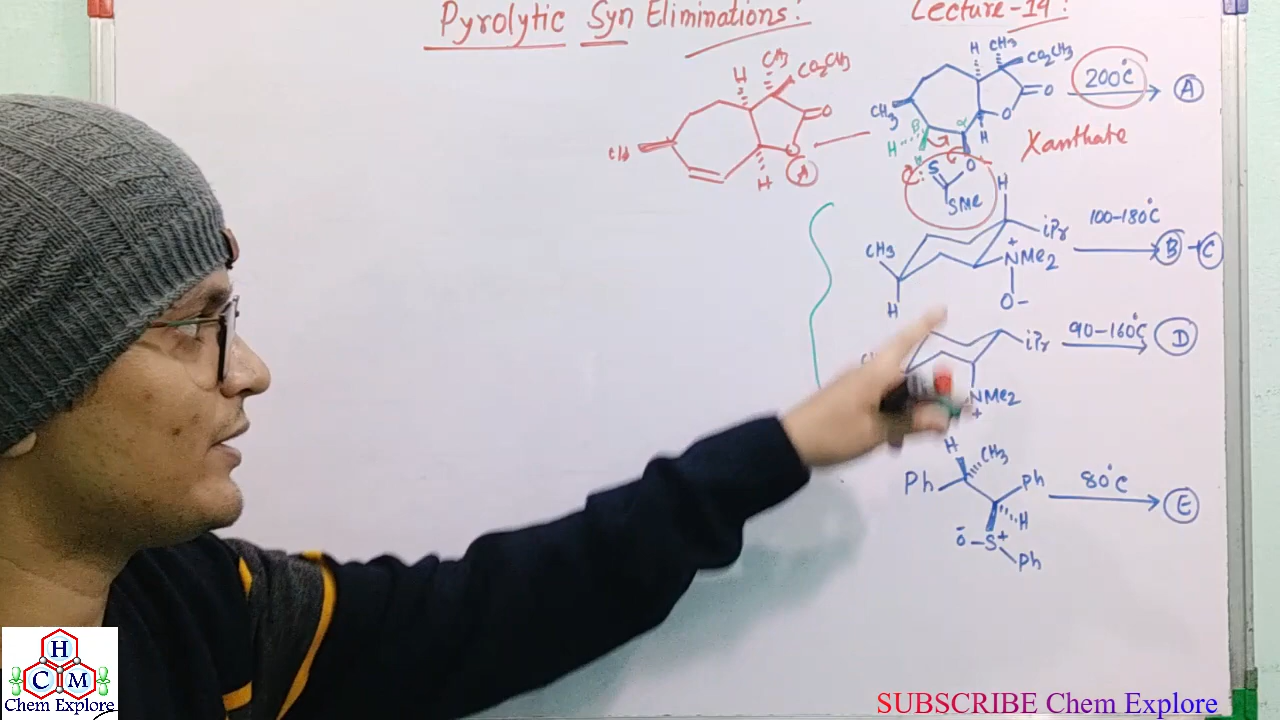 Pyrolytic Syn Eliminations:
Lecture-14:
H CH3 CO2CH3
O
H
A
H CH3 CO2CH3
O
O
CH3
H
H
β α
H
S: O
SMe
200°C
A
Xanthate
H
iPr
CH3
NMe2
+
O-
H
100-180°C
B + C
iPr
NMe2
+
90-160°C
D
H CH3
Ph Ph
H
O-S+
-
Ph
80°C
E
H
C M
Chem Explore
SUBSCRIBE Chem Explore